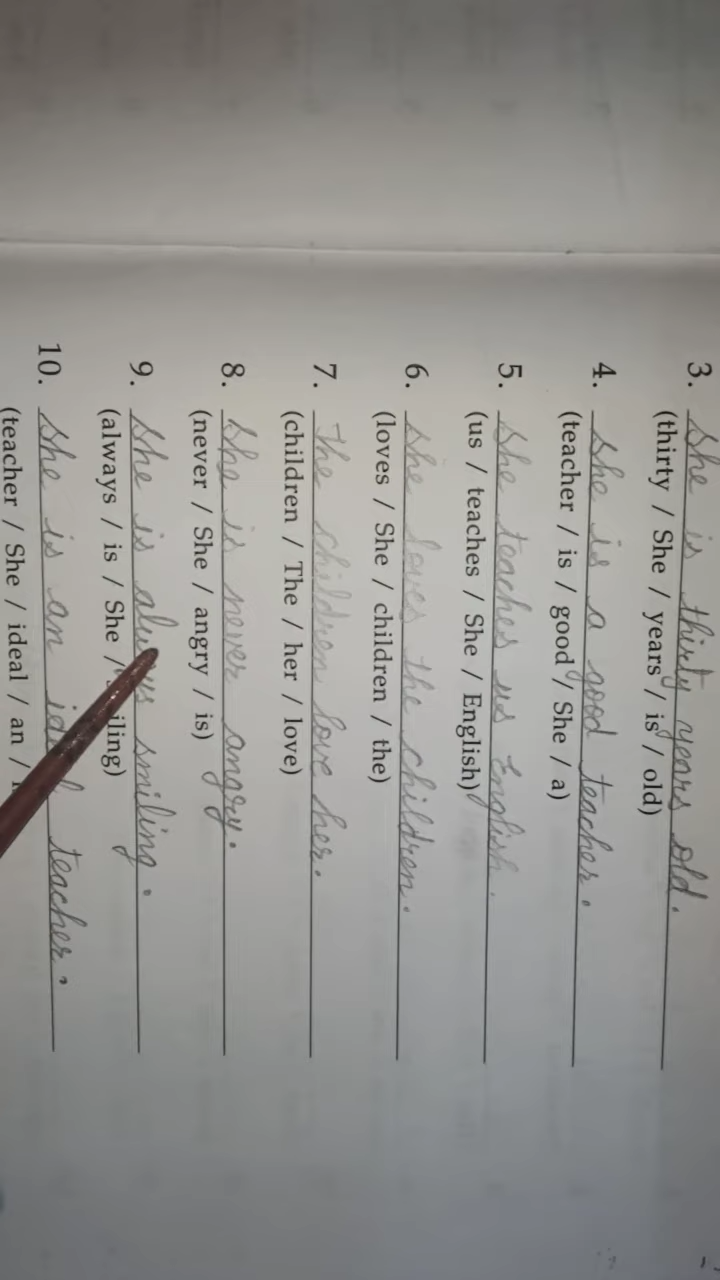 3. She is thirty years old.
(thirty / She / years / is / old)
4. She is a good teacher.
(teacher / is / good / She / a)
5. She teaches us English.
(us / teaches / She / English)
6. She loves the children.
(loves / She / children / the)
7. The children love her.
(children / The / her / love)
8. She is never angry.
(never / She / angry / is)
9. She is always smiling.
(always / is / She / iling)
10. She is an ideal teacher.
(teacher / She / ideal / an /